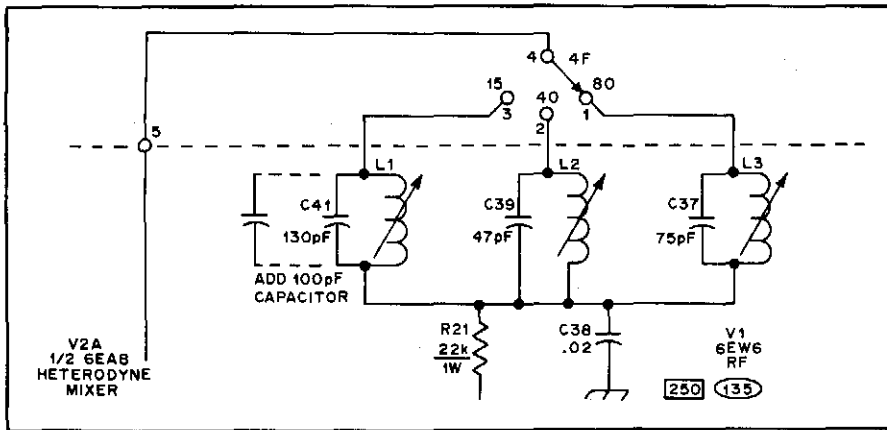 4
4F
15
3
40
2
80
1
5
L1
L2
L3
C41
130pF
C39
47pF
C37
75pF
ADD 100pF
CAPACITOR
V2A
1/2 6EA8
HETERODYNE
MIXER
R21
22k
1W
C38
.02
V1
6EW6
RF
250
135